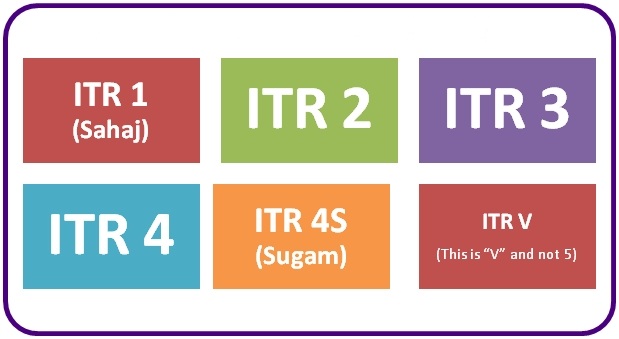 ITR 1
(Sahaj)
ITR 2
ITR 3
ITR 4
ITR 4S
(Sugam)
ITR V
(This is “V” and not 5)